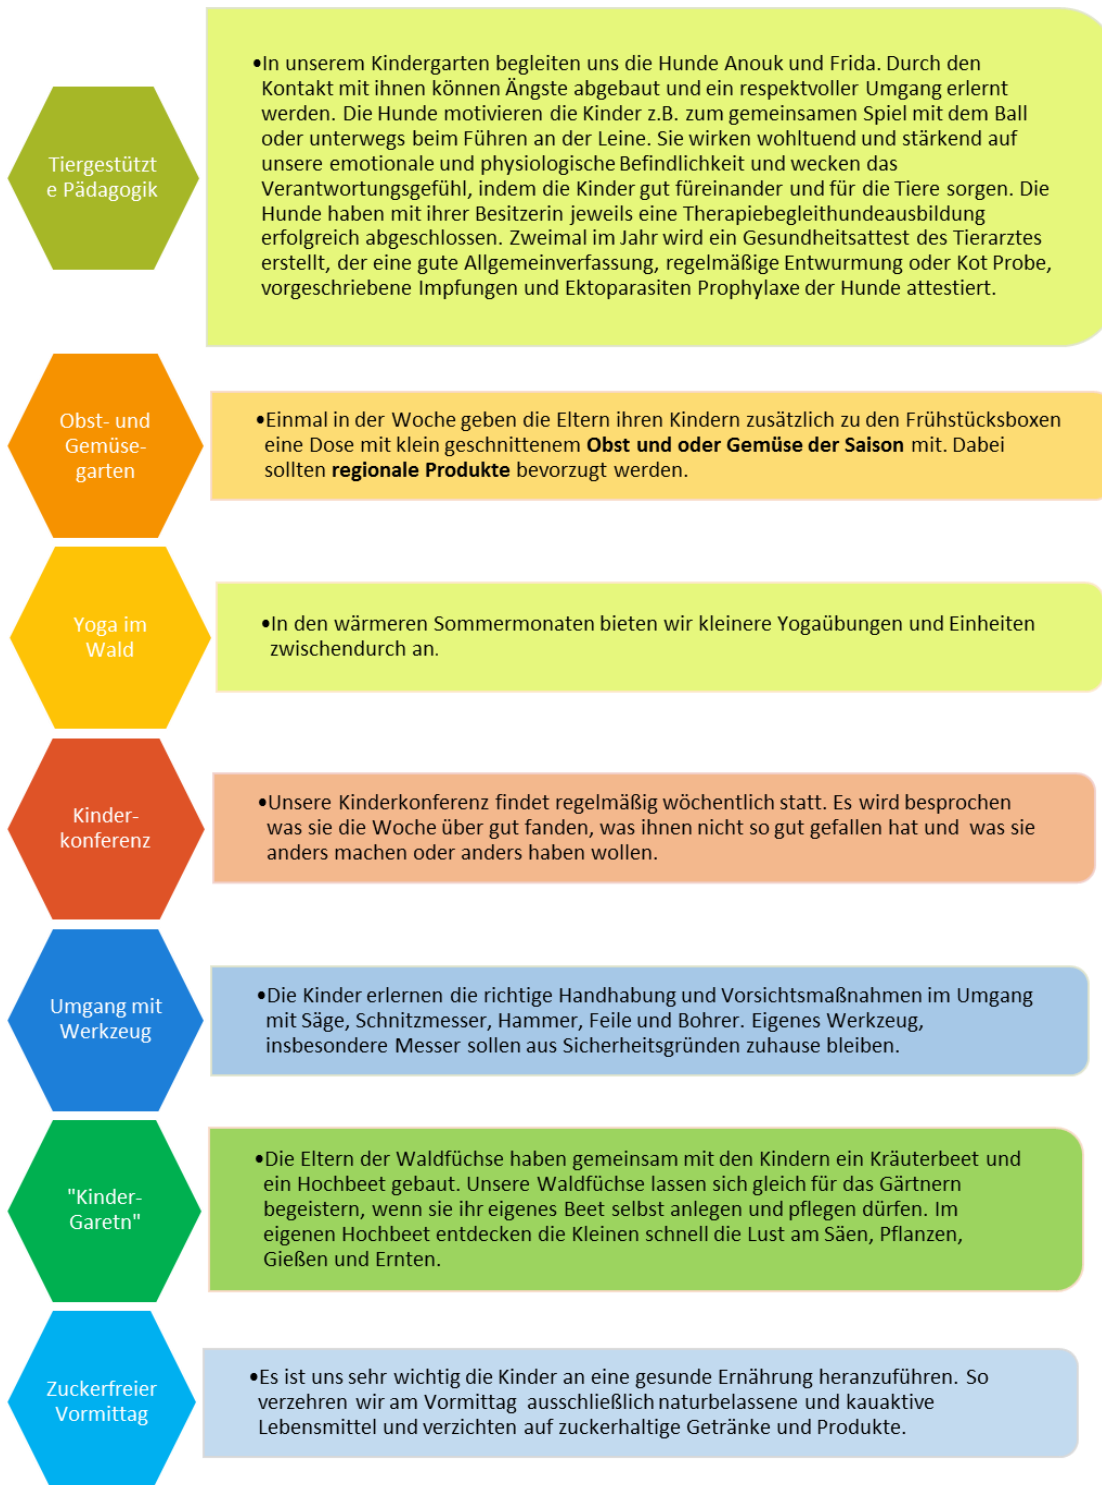 Tiergestützt
e Pädagogik
•In unserem Kindergarten begleiten uns die Hunde Anouk und Frida. Durch den
Kontakt mit ihnen können Ängste abgebaut und ein respektvoller Umgang erlernt
werden. Die Hunde motivieren die Kinder z.B. zum gemeinsamen Spiel mit dem Ball
oder unterwegs beim Führen an der Leine. Sie wirken wohltuend und stärkend auf
unsere emotionale und physiologische Befindlichkeit und wecken das
Verantwortungsgefühl, indem die Kinder gut füreinander und für die Tiere sorgen. Die
Hunde haben mit ihrer Besitzerin jeweils eine Therapiebegleithundeausbildung
erfolgreich abgeschlossen. Zweimal im Jahr wird ein Gesundheitsattest des Tierarztes
erstellt, der eine gute Allgemeinverfassung, regelmäßige Entwurmung oder Kot Probe,
vorgeschriebene Impfungen und Ektoparasiten Prophylaxe der Hunde attestiert.
Obst- und
Gemüse-
garten
•Einmal in der Woche geben die Eltern ihren Kindern zusätzlich zu den Frühstücksboxen
eine Dose mit klein geschnittenem Obst und oder Gemüse der Saison mit. Dabei
sollten regionale Produkte bevorzugt werden.
Yoga im
Wald
•In den wärmeren Sommermonaten bieten wir kleinere Yogaübungen und Einheiten
zwischendurch an.
Kinder-
konferenz
•Unsere Kinderkonferenz findet regelmäßig wöchentlich statt. Es wird besprochen
was sie die Woche über gut fanden, was ihnen nicht so gut gefallen hat und was sie
anders machen oder anders haben wollen.
Umgang mit
Werkzeug
•Die Kinder erlernen die richtige Handhabung und Vorsichtsmaßnahmen im Umgang
mit Säge, Schnitzmesser, Hammer, Feile und Bohrer. Eigenes Werkzeug,
insbesondere Messer sollen aus Sicherheitsgründen zuhause bleiben.
"Kinder-
Garetn"
•Die Eltern der Waldfüchse haben gemeinsam mit den Kindern ein Kräuterbeet und
ein Hochbeet gebaut. Unsere Waldfüchse lassen sich gleich für das Gärtnern
begeistern, wenn sie ihr eigenes Beet selbst anlegen und pflegen dürfen. Im
eigenen Hochbeet entdecken die Kleinen schnell die Lust am Säen, Pflanzen,
Gießen und Ernten.
Zuckerfreier
Vormittag
•Es ist uns sehr wichtig die Kinder an eine gesunde Ernährung heranzuführen. So
verzehren wir am Vormittag ausschließlich naturbelassene und kauaktive
Lebensmittel und verzichten auf zuckerhaltige Getränke und Produkte.